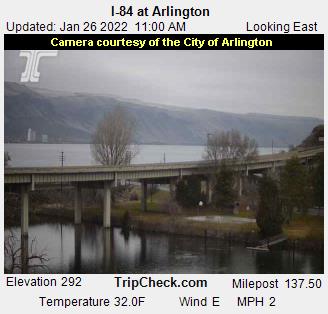 I-84 at Arlington
Updated: Jan 26 2022 11:00 AM Looking East
Camera courtesy of the City of Arlington
Elevation 292 TripCheck.com Milepost 137.50
Temperature 32.0F Wind E MPH 2